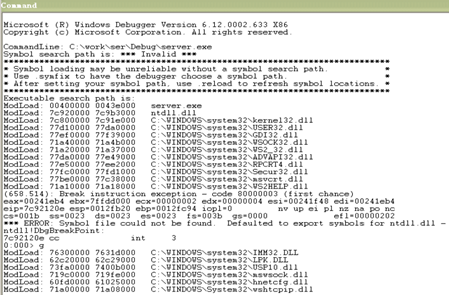 Command
Microsoft (R) Windows Debugger Version 6.12.0002.633 X86
Copyright (c) Microsoft Corporation. All rights reserved.
CommandLine: C:\work\ser\Debug\server.exe
Symbol search path is: *** Invalid ***
****************************************************************************
* Symbol loading may be unreliable without a symbol search path. *
* Use .symfix to have the debugger choose a symbol path. *
* After setting your symbol path, use .reload to refresh symbol locations. *
****************************************************************************
Executable search path is:
ModLoad: 00400000 0043e000 server.exe
ModLoad: 7c920000 7c9b3000 ntdll.dll
ModLoad: 7c800000 7c91e000 C:\WINDOWS\system32\kernel32.dll
ModLoad: 77d10000 77da0000 C:\WINDOWS\system32\USER32.dll
ModLoad: 77ef0000 77f39000 C:\WINDOWS\system32\GDI32.dll
ModLoad: 71a40000 71a4b000 C:\WINDOWS\system32\WSOCK32.dll
ModLoad: 71a20000 71a37000 C:\WINDOWS\system32\WS2_32.dll
ModLoad: 77da0000 77e49000 C:\WINDOWS\system32\ADVAPI32.dll
ModLoad: 77e50000 77ee2000 C:\WINDOWS\system32\RPCRT4.dll
ModLoad: 77fc0000 77fd1000 C:\WINDOWS\system32\Secur32.dll
ModLoad: 77be0000 77c38000 C:\WINDOWS\system32\msvcrt.dll
ModLoad: 71a10000 71a18000 C:\WINDOWS\system32\WS2HELP.dll
(658.514): Break instruction exception - code 80000003 (first chance)
eax=00241eb4 ebx=7ffdd000 ecx=00000002 edx=00000004 esi=00241f48 edi=00241eb4
eip=7c92120e esp=0012fb20 ebp=0012fc94 iopl=0 nv up ei pl nz na po nc
cs=001b ss=0023 ds=0023 es=0023 fs=003b gs=0000 efl=00000202
*** ERROR: Symbol file could not be found. Defaulted to export symbols for ntdll.dll -
ntdll!DbgBreakPoint:
7c92120e cc int 3
0:000> g
ModLoad: 76300000 7631d000 C:\WINDOWS\system32\IMM32.DLL
ModLoad: 62c20000 62c29000 C:\WINDOWS\system32\LPK.DLL
ModLoad: 73fa0000 7400b000 C:\WINDOWS\system32\USP10.dll
ModLoad: 719c0000 719fe000 C:\WINDOWS\system32\mswsock.dll
ModLoad: 60fd0000 61025000 C:\WINDOWS\system32\hnetcfg.dll
ModLoad: 71a00000 71a08000 C:\WINDOWS\System32\wshtcpip.dll